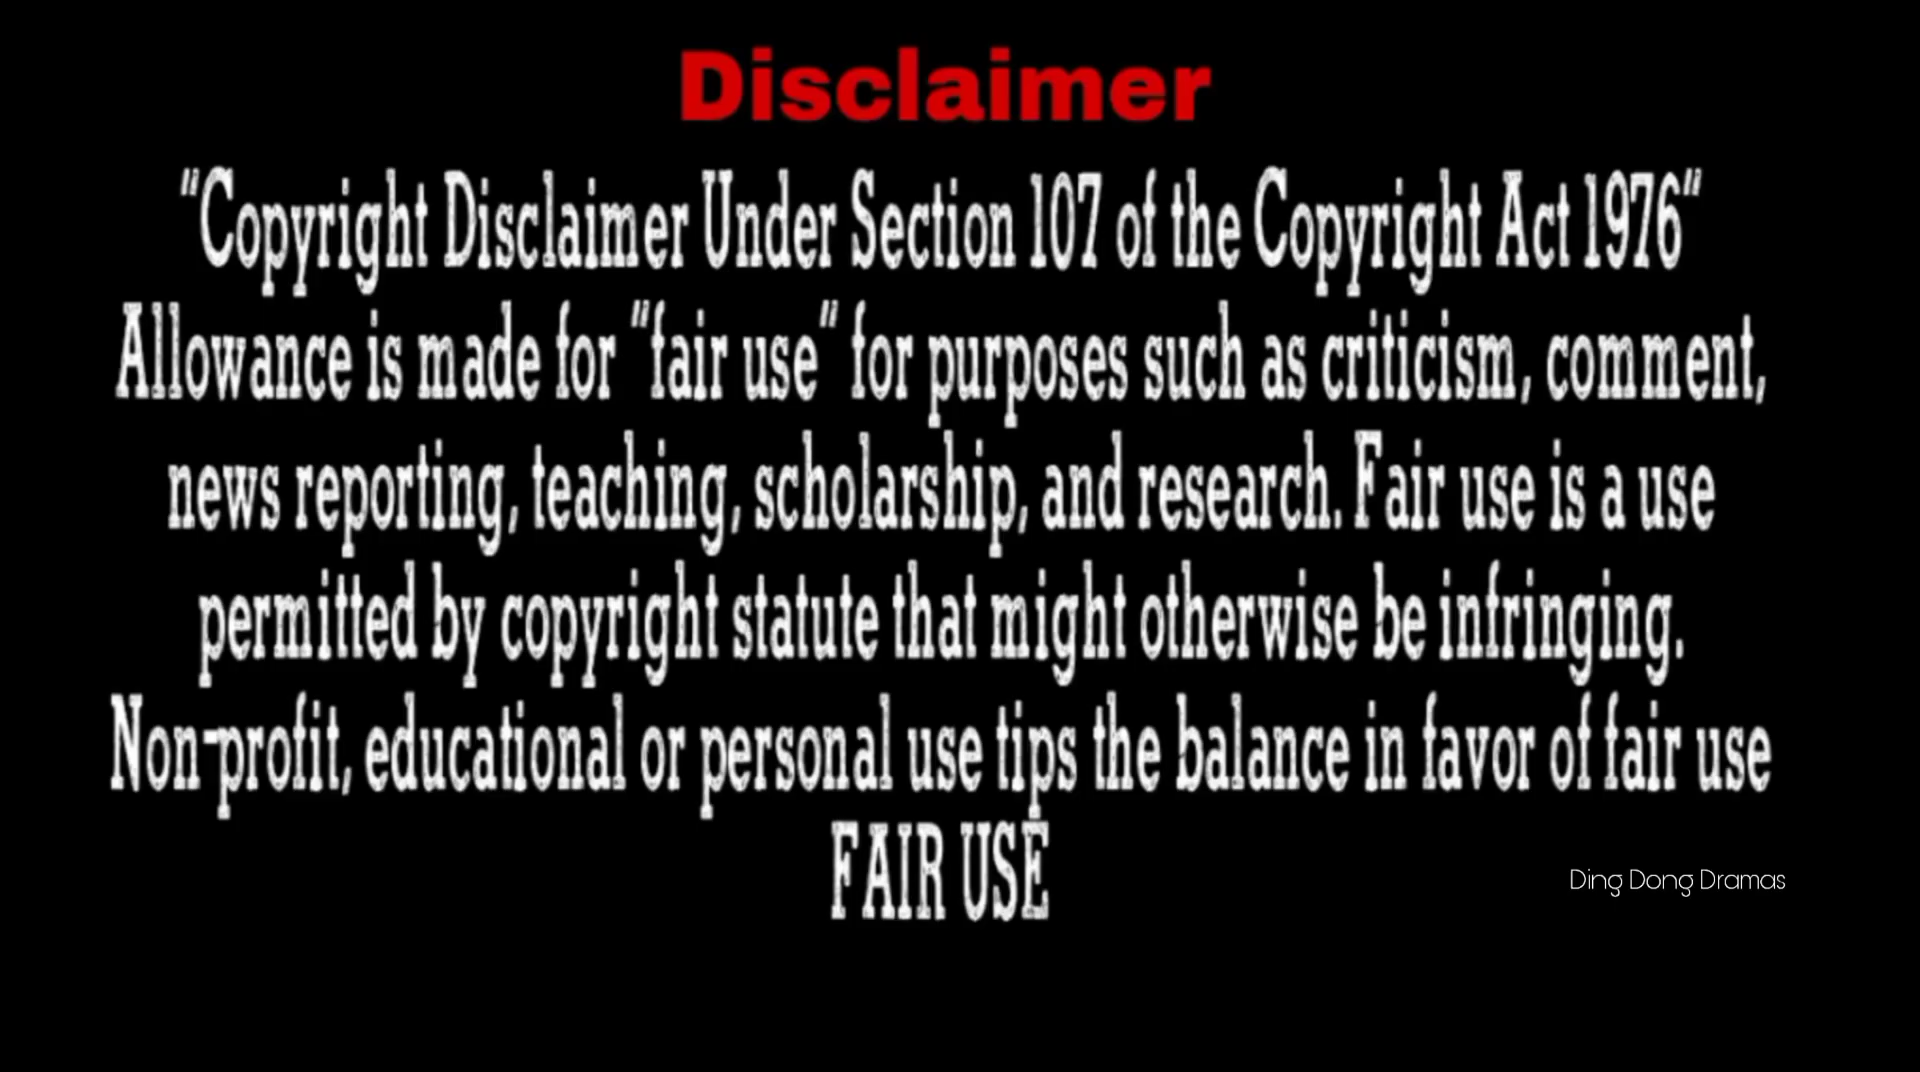 Disclaimer
"Copyright Disclaimer Under Section 107 of the Copyright Act 1976"
Allowance is made for "fair use" for purposes such as criticism, comment,
news reporting, teaching, scholarship, and research. Fair use is a use
permitted by copyright statute that might otherwise be infringing.
Non-profit, educational or personal use tips the balance in favor of fair use
FAIR USE
Ding Dong Dramas